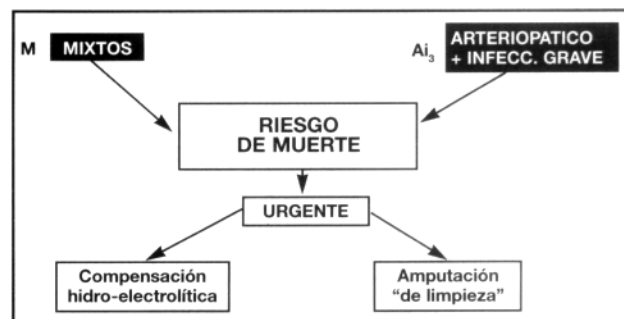 M MIXTOS
Ai₃ ARTERIOPATICO
+ INFECC. GRAVE
RIESGO
DE MUERTE
URGENTE
Compensación
hidro-electrolítica
Amputación
“de limpieza”